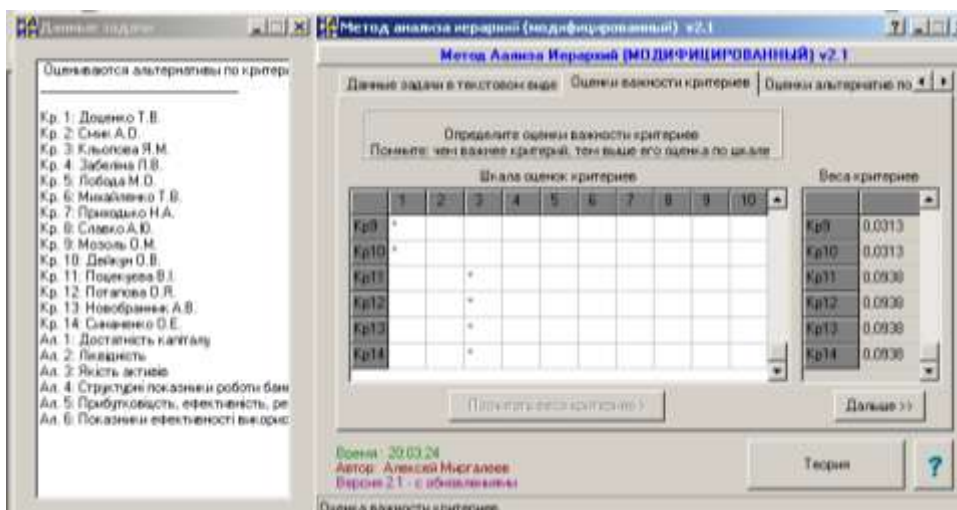 Данные задачи
Оцениваются альтернативы по критери
Кр. 1: Доценко Т.В.
Кр. 2: А.О.
Кр. 3: Кльопова Я.М.
Кр. 4: Забелина Л.В.
Кр. 5: Лобода М.О.
Кр. 6: Михайленко Т.В.
Кр. 7: Приходько Н.А.
Кр. 8: Славко А.Ю.
Кр. 9: Мозоль О.М.
Кр. 10: Дейкун О.В.
Кр. 11: В.І.
Кр. 12: Потапова О.Я.
Кр. 13: А.В.
Кр. 14: О.Е.
Ал. 1: Достатність капіталу
Ал. 2: Ліквідність
Ал. 3: Якість активів
Ал. 4: Структурні показники роботи бан
Ал. 5: Прибутковість, ефективність, ре
Ал. 6: Показники ефективності викорис
Метод анализа иерархий (модифицированный) v2.1
Метод Анализа Иерархий (МОДИФИЦИРОВАННЫЙ) v2.1
Данные задачи в текстовом виде
Оценки важности критериев
Оценки альтернатив по
Определите оценки важности критериев
Помните: чем важнее критерий, тем выше его оценка по шкале
Шкала оценок критериев
1 2 3 4 5 6 7 8 9 10
Кр9 *
Кр10 *
Кр11 *
Кр12 *
Кр13 *
Кр14 *
Веса критериев
Кр9 0.0313
Кр10 0.0313
Кр11 0.0938
Кр12 0.0938
Кр13 0.0938
Кр14 0.0938
Посчитать веса критериев >
Дальше >>
Время : 20:03:24
Автор: Алексей Миргалеев
Версия 2.1 - с обновлениями
Теория
?
Оценка важности критериев